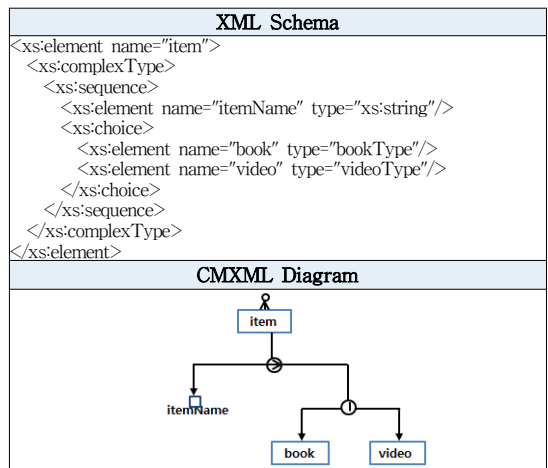 XML Schema
<xs:element name="item">
<xs:complexType>
<xs:sequence>
<xs:element name="itemName" type="xs:string"/>
<xs:choice>
<xs:element name="book" type="bookType"/>
<xs:element name="video" type="videoType"/>
</xs:choice>
</xs:sequence>
</xs:complexType>
</xs:element>
CMXML Diagram
item
itemName
book video